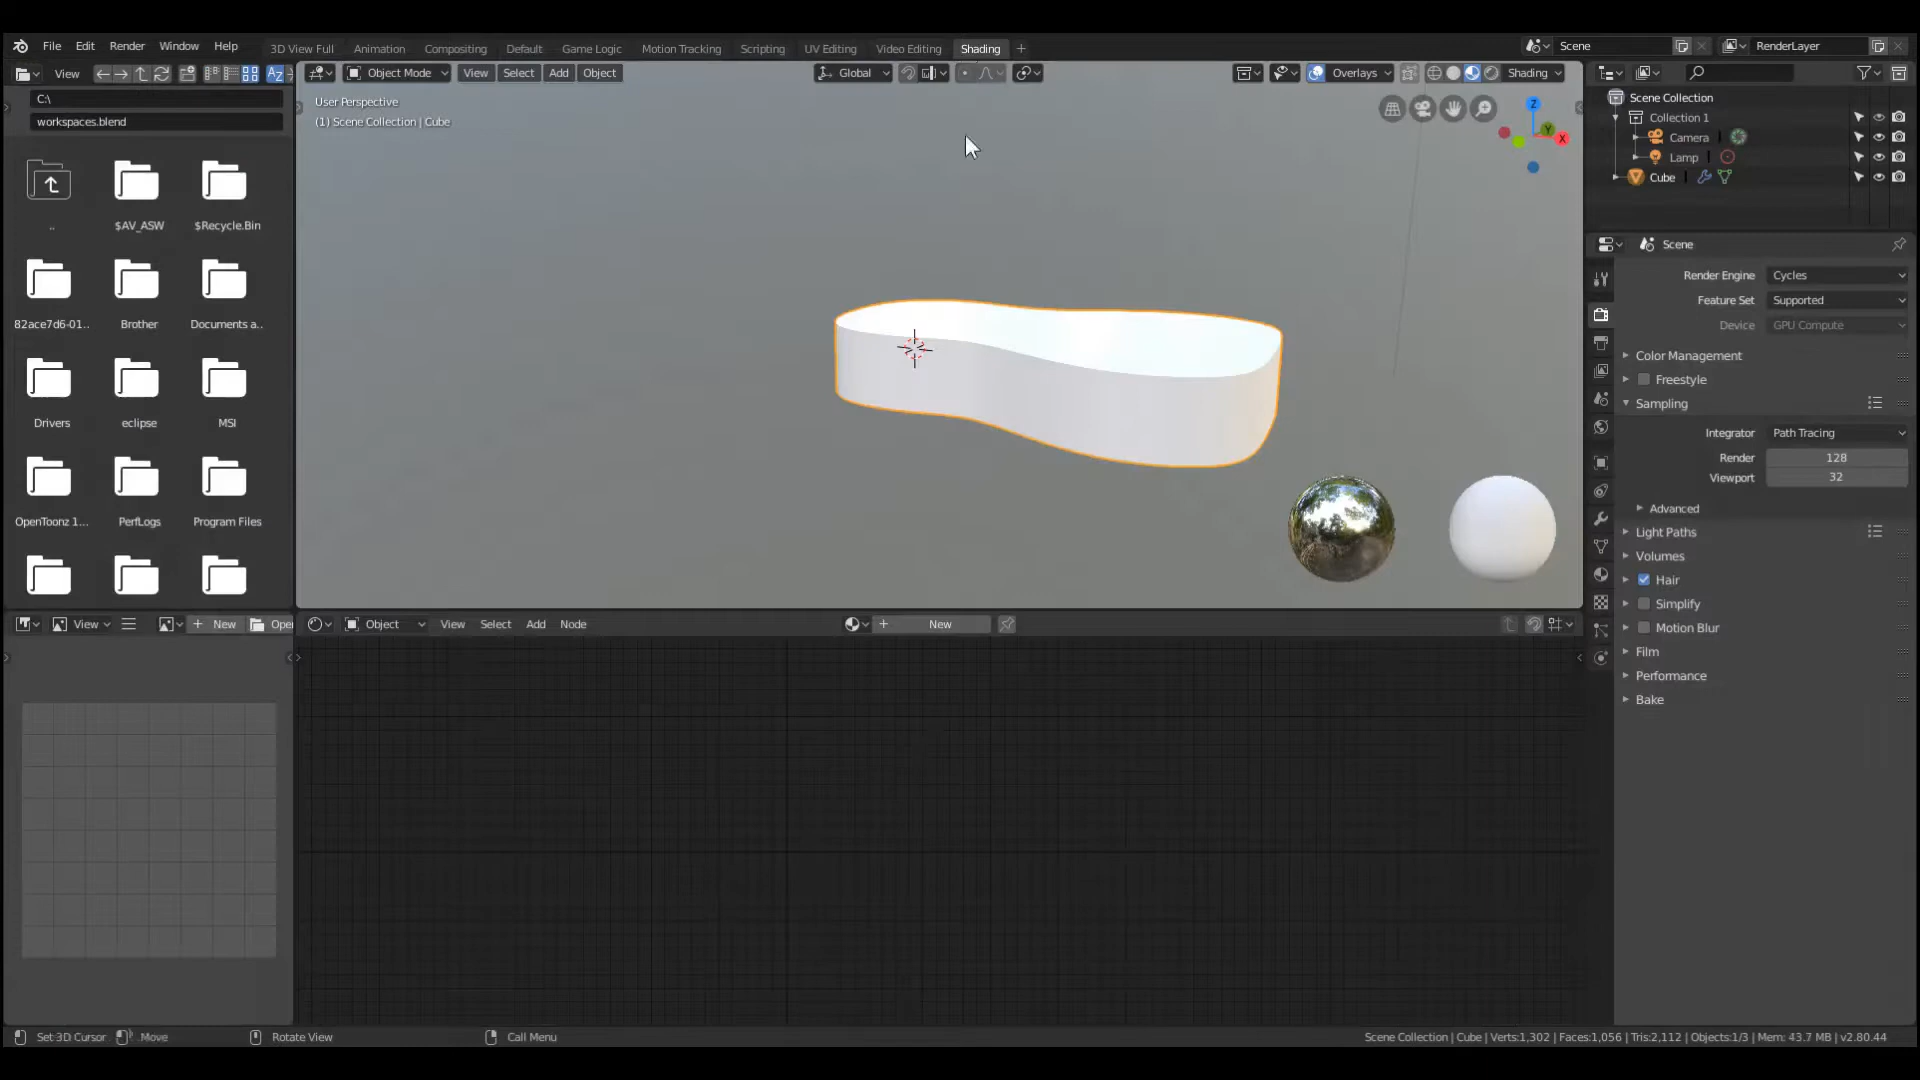 File Edit Render Window Help
3D View Full Animation Compositing Default Game Logic Motion Tracking Scripting UV Editing Video Editing Shading +
Scene
RenderLayer
View
Az
C:\
workspaces.blend
..
$AV_ASW
$Recycle.Bin
82ace7d6-01..
Brother
Documents a..
Drivers
eclipse
MSI
OpenToonz 1...
PerfLogs
Program Files
Object Mode View Select Add Object
Global
Overlays
Shading
User Perspective
(1) Scene Collection | Cube
Z
Y
X
Scene Collection
Collection 1
Camera
Lamp
Cube
Scene
Render Engine Cycles
Feature Set Supported
Device GPU Compute
Color Management
Freestyle
Sampling
Integrator Path Tracing
Render 128
Viewport 32
Advanced
Light Paths
Volumes
Hair
Simplify
Motion Blur
Film
Performance
Bake
View
+ New
Open
Object View Select Add Node
+ New
Set 3D Cursor
Move
Rotate View
Call Menu
Scene Collection | Cube | Verts:1,302 | Faces:1,056 | Tris:2,112 | Objects:1/3 | Mem: 43.7 MB | v2.80.44